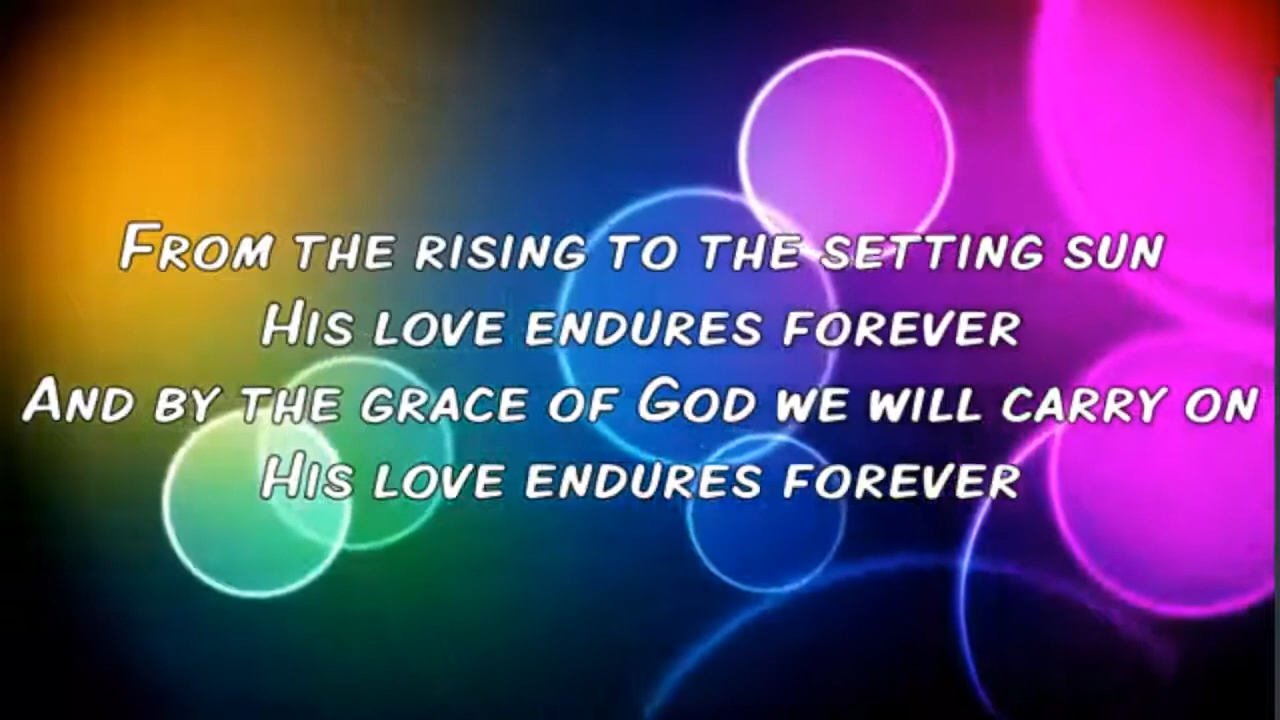 From the rising to the setting sun
His love endures forever
And by the grace of God we will carry on
His love endures forever